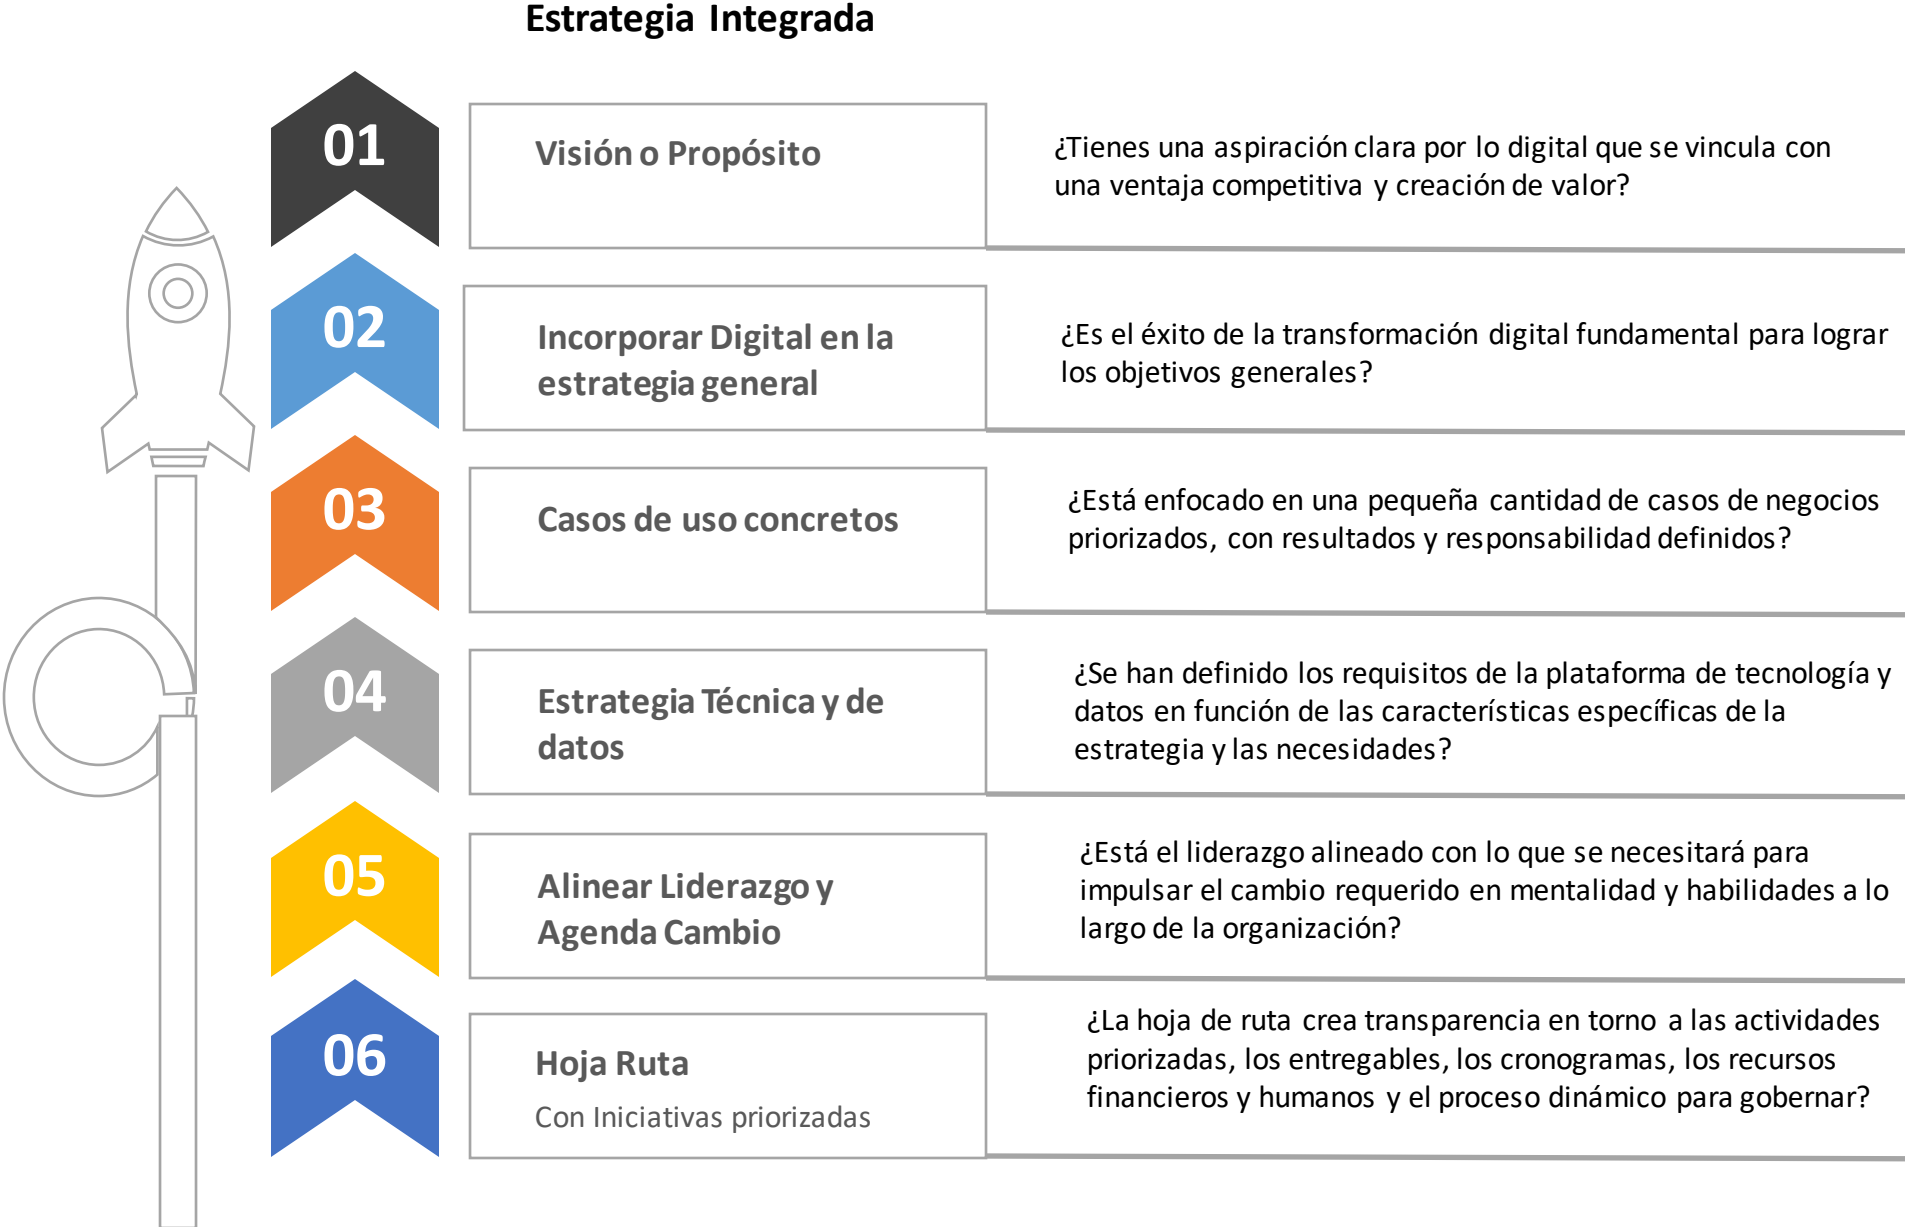 Estrategia Integrada
01
Visión o Propósito
¿Tienes una aspiración clara por lo digital que se vincula con
una ventaja competitiva y creación de valor?
02
Incorporar Digital en la
estrategia general
¿Es el éxito de la transformación digital fundamental para lograr
los objetivos generales?
03
Casos de uso concretos
¿Está enfocado en una pequeña cantidad de casos de negocios
priorizados, con resultados y responsabilidad definidos?
04
Estrategia Técnica y de
datos
¿Se han definido los requisitos de la plataforma de tecnología y
datos en función de las características específicas de la
estrategia y las necesidades?
05
Alinear Liderazgo y
Agenda Cambio
¿Está el liderazgo alineado con lo que se necesitará para
impulsar el cambio requerido en mentalidad y habilidades a lo
largo de la organización?
06
Hoja Ruta
Con Iniciativas priorizadas
¿La hoja de ruta crea transparencia en torno a las actividades
priorizadas, los entregables, los cronogramas, los recursos
financieros y humanos y el proceso dinámico para gobernar?